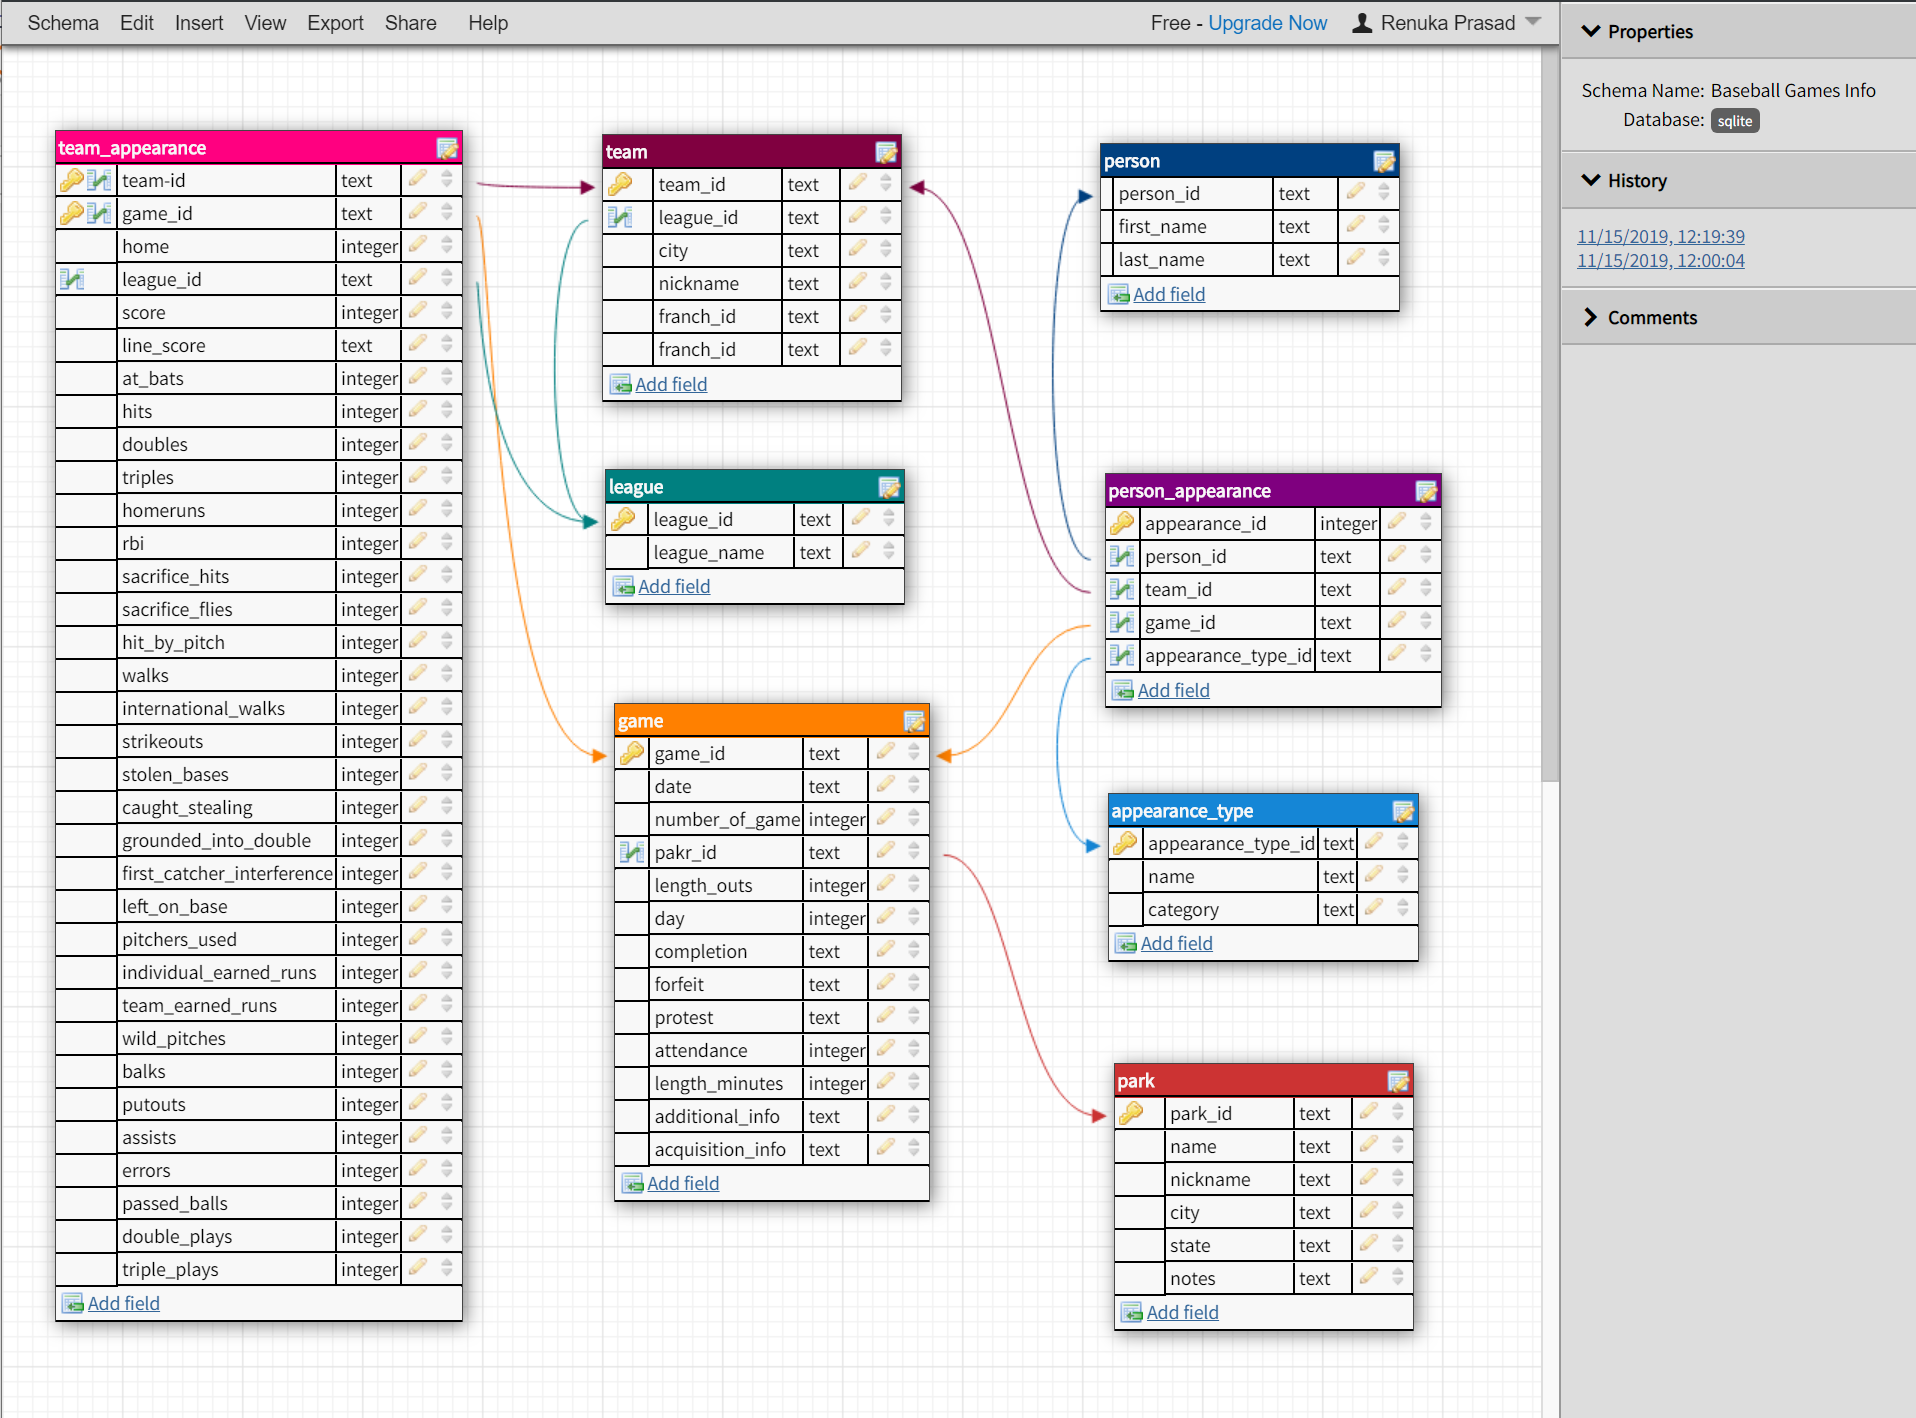 Schema Edit Insert View Export Share Help Free - Upgrade Now Renuka Prasad
Properties
Schema Name: Baseball Games Info
Database: sqlite
History
11/15/2019, 12:19:39
11/15/2019, 12:00:04
Comments
team_appearance
team-id text
game_id text
home integer
league_id text
score integer
line_score text
at_bats integer
hits integer
doubles integer
triples integer
homeruns integer
rbi integer
sacrifice_hits integer
sacrifice_flies integer
hit_by_pitch integer
walks integer
international_walks integer
strikeouts integer
stolen_bases integer
caught_stealing integer
grounded_into_double integer
first_catcher_interference integer
left_on_base integer
pitchers_used integer
individual_earned_runs integer
team_earned_runs integer
wild_pitches integer
balks integer
putouts integer
assists integer
errors integer
passed_balls integer
double_plays integer
triple_plays integer
Add field
team
team_id text
league_id text
city text
nickname text
franch_id text
franch_id text
Add field
league
league_id text
league_name text
Add field
game
game_id text
date text
number_of_game integer
pakr_id text
length_outs integer
day integer
completion text
forfeit text
protest text
attendance integer
length_minutes integer
additional_info text
acquisition_info text
Add field
person
person_id text
first_name text
last_name text
Add field
person_appearance
appearance_id integer
person_id text
team_id text
game_id text
appearance_type_id text
Add field
appearance_type
appearance_type_id text
name text
category text
Add field
park
park_id text
name text
nickname text
city text
state text
notes text
Add field